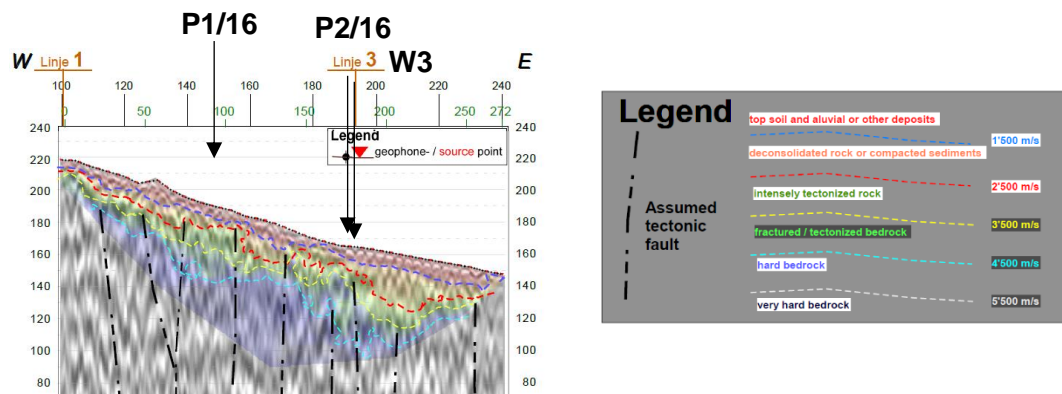 P1/16
P2/16
W Linje 1
Linje 3 W3
E
100 120 140 160 180 200 220 240
0 50 100 150 200 250 272
240 240
220 220
200 200
180 180
160 160
140 140
120 120
100 100
80 80
Legend
geophone- / source point
Legend
top soil and aluvial or other deposits
1'500 m/s
deconsolidated rock or compacted sediments
2'500 m/s
intensely tectonized rock
3'500 m/s
fractured / tectonized bedrock
4'500 m/s
hard bedrock
5'500 m/s
very hard bedrock
Assumed
tectonic
fault